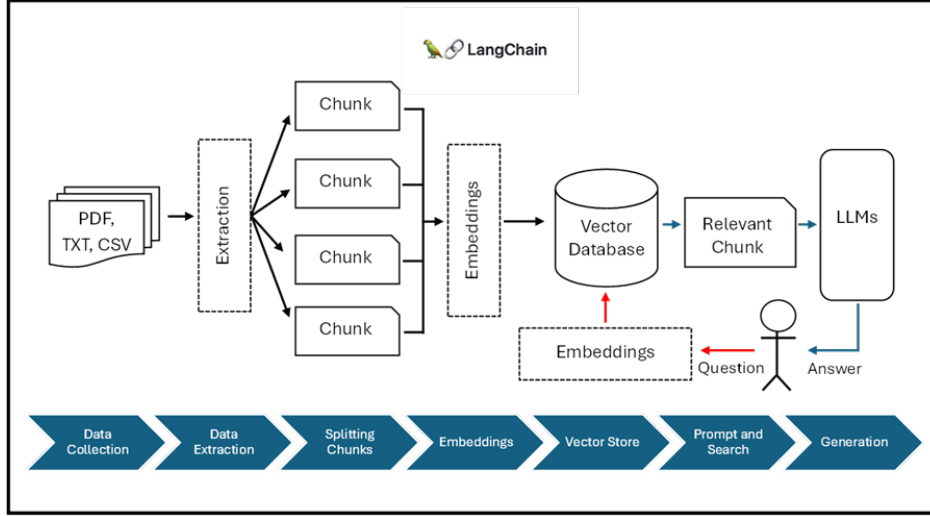 LangChain
Chunk
Chunk
Chunk
Chunk
PDF,
TXT, CSV
Extraction
Embeddings
Vector
Database
Relevant
Chunk
LLMs
Embeddings
Question
Answer
Data
Collection
Data
Extraction
Splitting
Chunks
Embeddings
Vector Store
Prompt and
Search
Generation